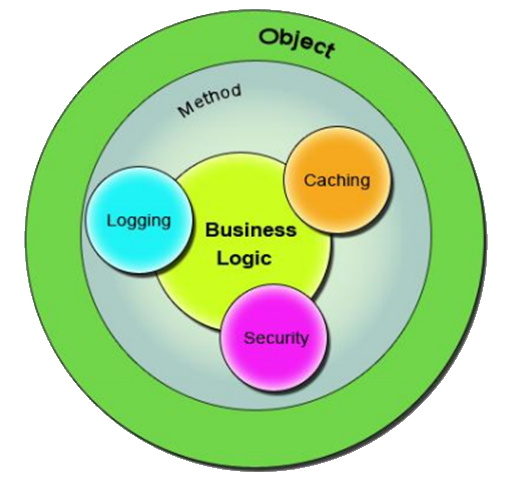 Object
Method
Caching
Logging
Business
Logic
Security